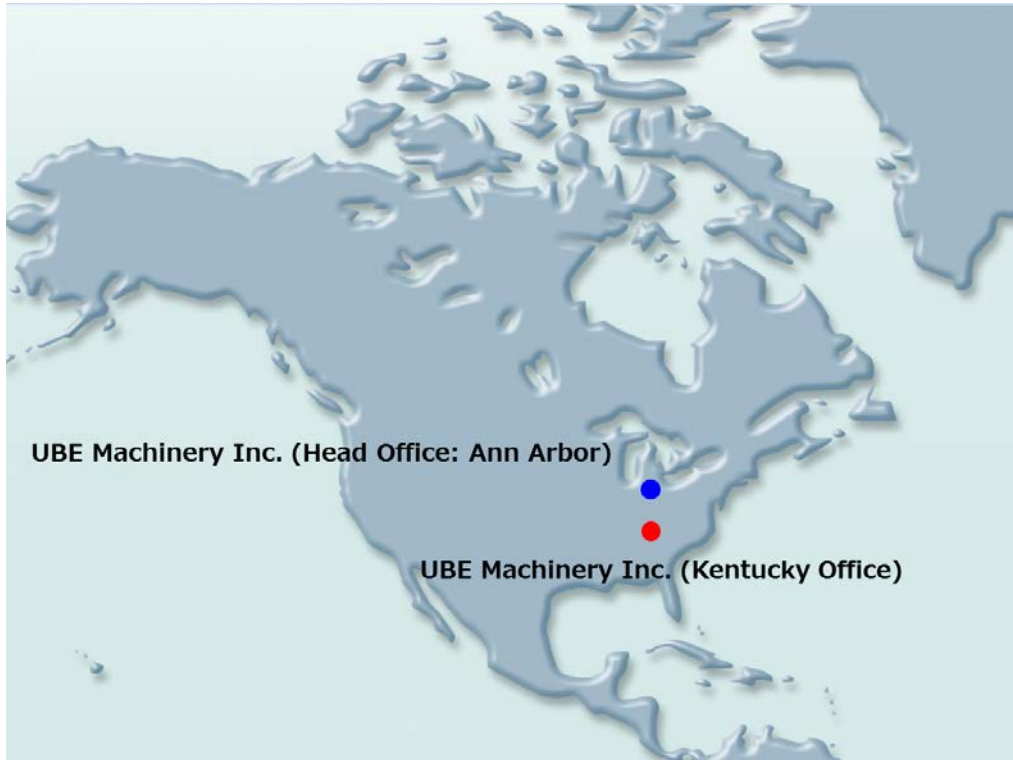 UBE Machinery Inc. (Head Office: Ann Arbor)
UBE Machinery Inc. (Kentucky Office)